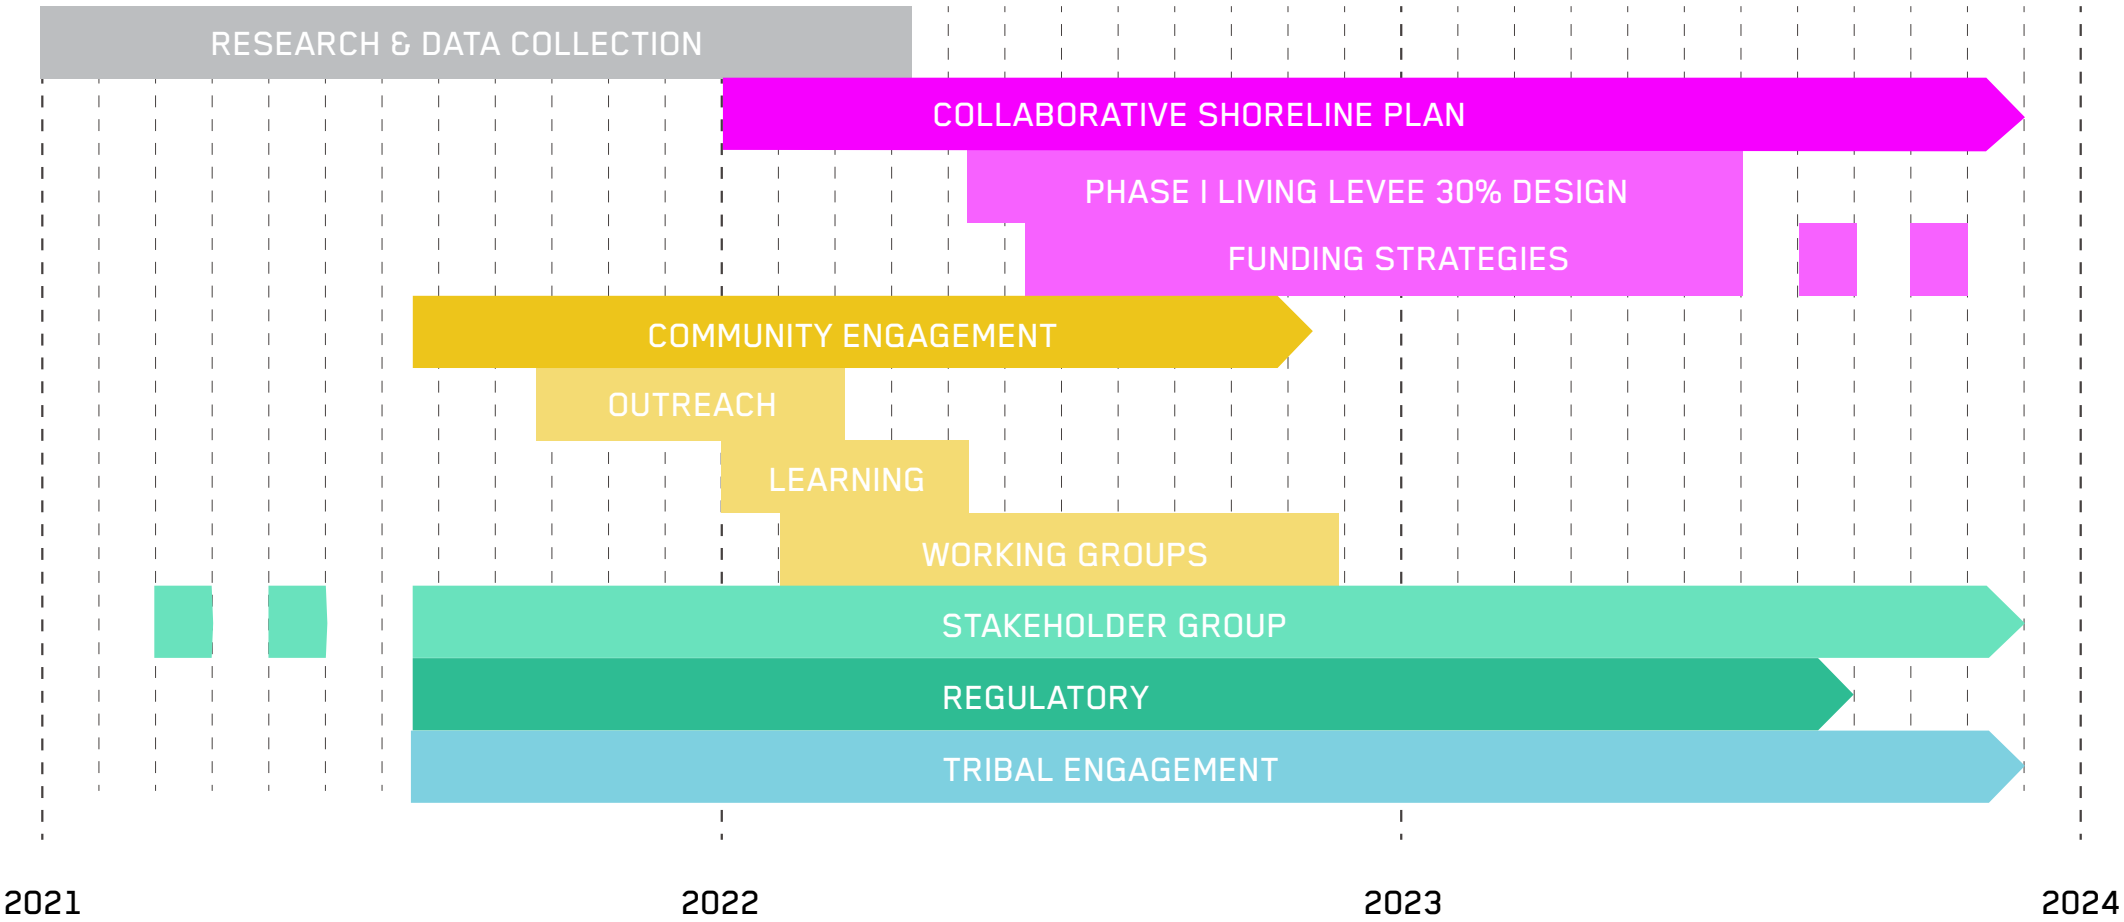 RESEARCH & DATA COLLECTION
COLLABORATIVE SHORELINE PLAN
PHASE I LIVING LEVEE 30% DESIGN
FUNDING STRATEGIES
COMMUNITY ENGAGEMENT
OUTREACH
LEARNING
WORKING GROUPS
STAKEHOLDER GROUP
REGULATORY
TRIBAL ENGAGEMENT
2021 2022 2023 2024